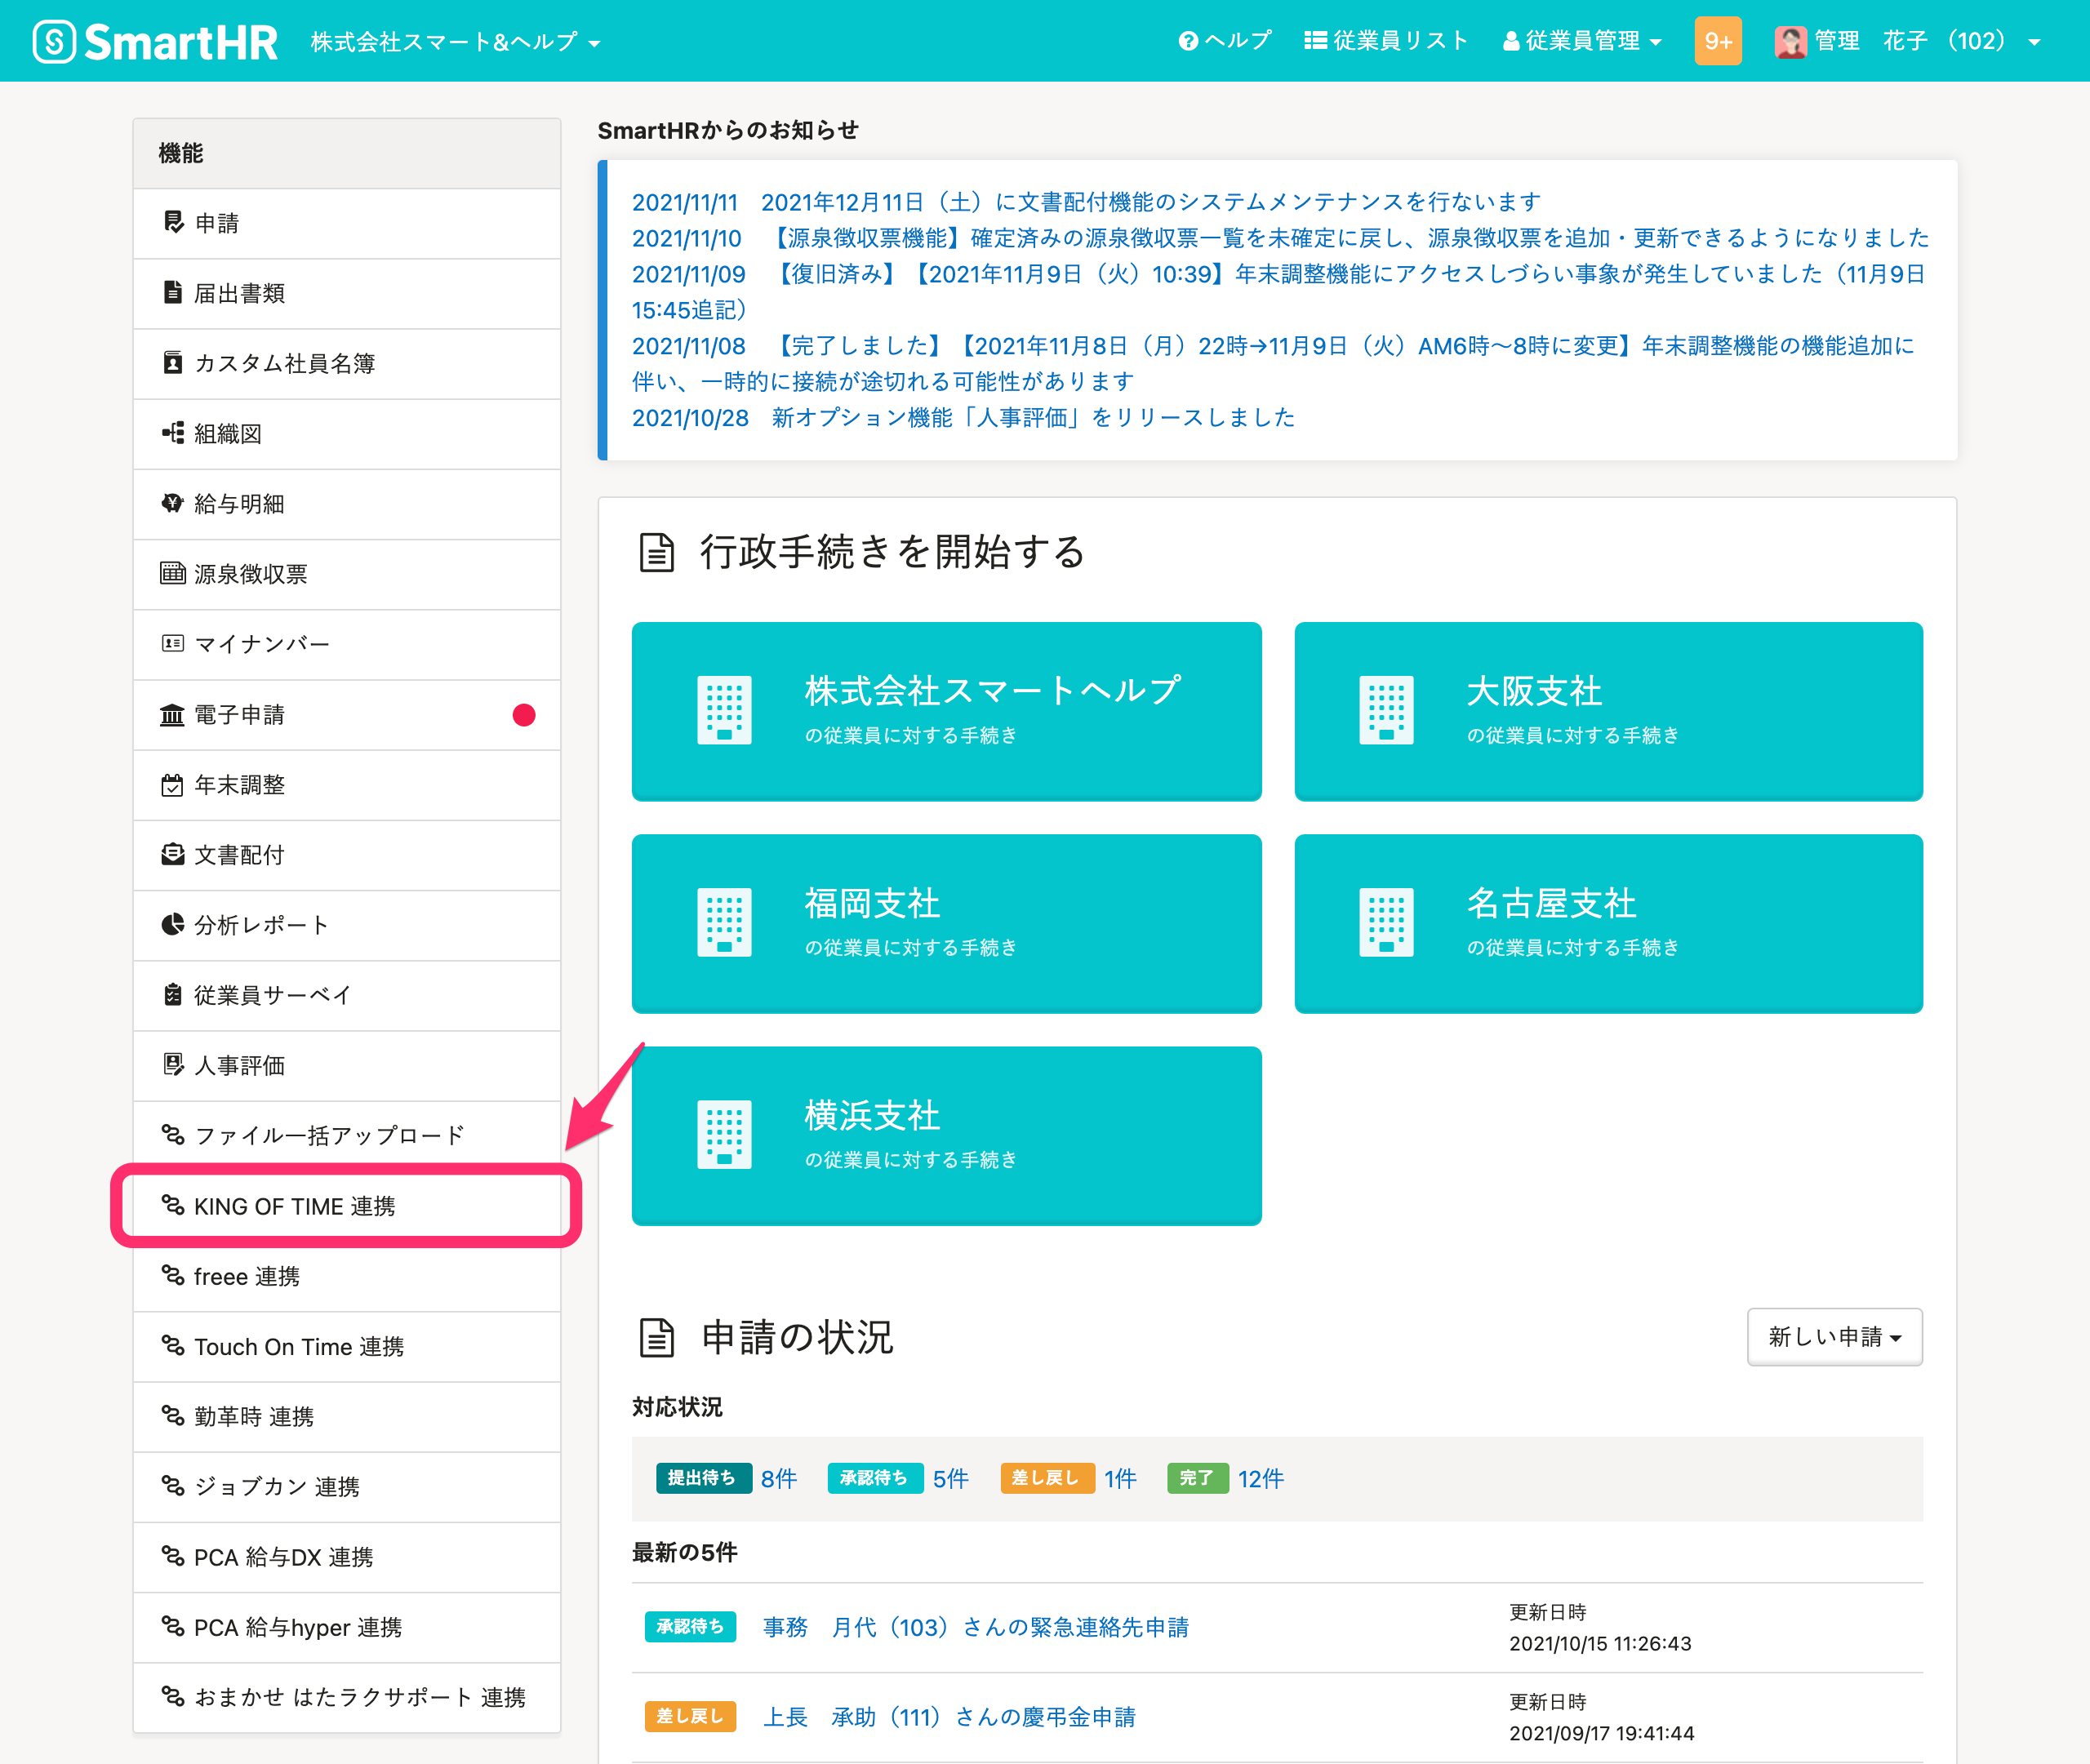 SmartHR 株式会社スマート&ヘルプ ヘルプ 従業員リスト 従業員管理 9+ 管理 花子 （102）
機能
申請
届出書類
カスタム社員名簿
組織図
給与明細
源泉徴収票
マイナンバー
電子申請
年末調整
文書配付
分析レポート
従業員サーベイ
人事評価
ファイル一括アップロード
KING OF TIME 連携
freee 連携
Touch On Time 連携
勤革時 連携
ジョブカン 連携
PCA 給与DX 連携
PCA 給与hyper 連携
おまかせ はたラクサポート 連携
SmartHRからのお知らせ
2021/11/11 2021年12月11日（土）に文書配付機能のシステムメンテナンスを行ないます
2021/11/10 【源泉徴収票機能】確定済みの源泉徴収票一覧を未確定に戻し、源泉徴収票を追加・更新できるようになりました
2021/11/09 【復旧済み】【2021年11月9日（火）10:39】年末調整機能にアクセスしづらい事象が発生していました（11月9日
15:45追記）
2021/11/08 【完了しました】【2021年11月8日（月）22時→11月9日（火）AM6時〜8時に変更】年末調整機能の機能追加に
伴い、一時的に接続が途切れる可能性があります
2021/10/28 新オプション機能「人事評価」をリリースしました
行政手続きを開始する
株式会社スマートヘルプ
の従業員に対する手続き
大阪支社
の従業員に対する手続き
福岡支社
の従業員に対する手続き
名古屋支社
の従業員に対する手続き
横浜支社
の従業員に対する手続き
申請の状況
新しい申請
対応状況
提出待ち 8件 承認待ち 5件 差し戻し 1件 完了 12件
最新の5件
承認待ち 事務 月代（103）さんの緊急連絡先申請
更新日時
2021/10/15 11:26:43
差し戻し 上長 承助（111）さんの慶弔金申請
更新日時
2021/09/17 19:41:44